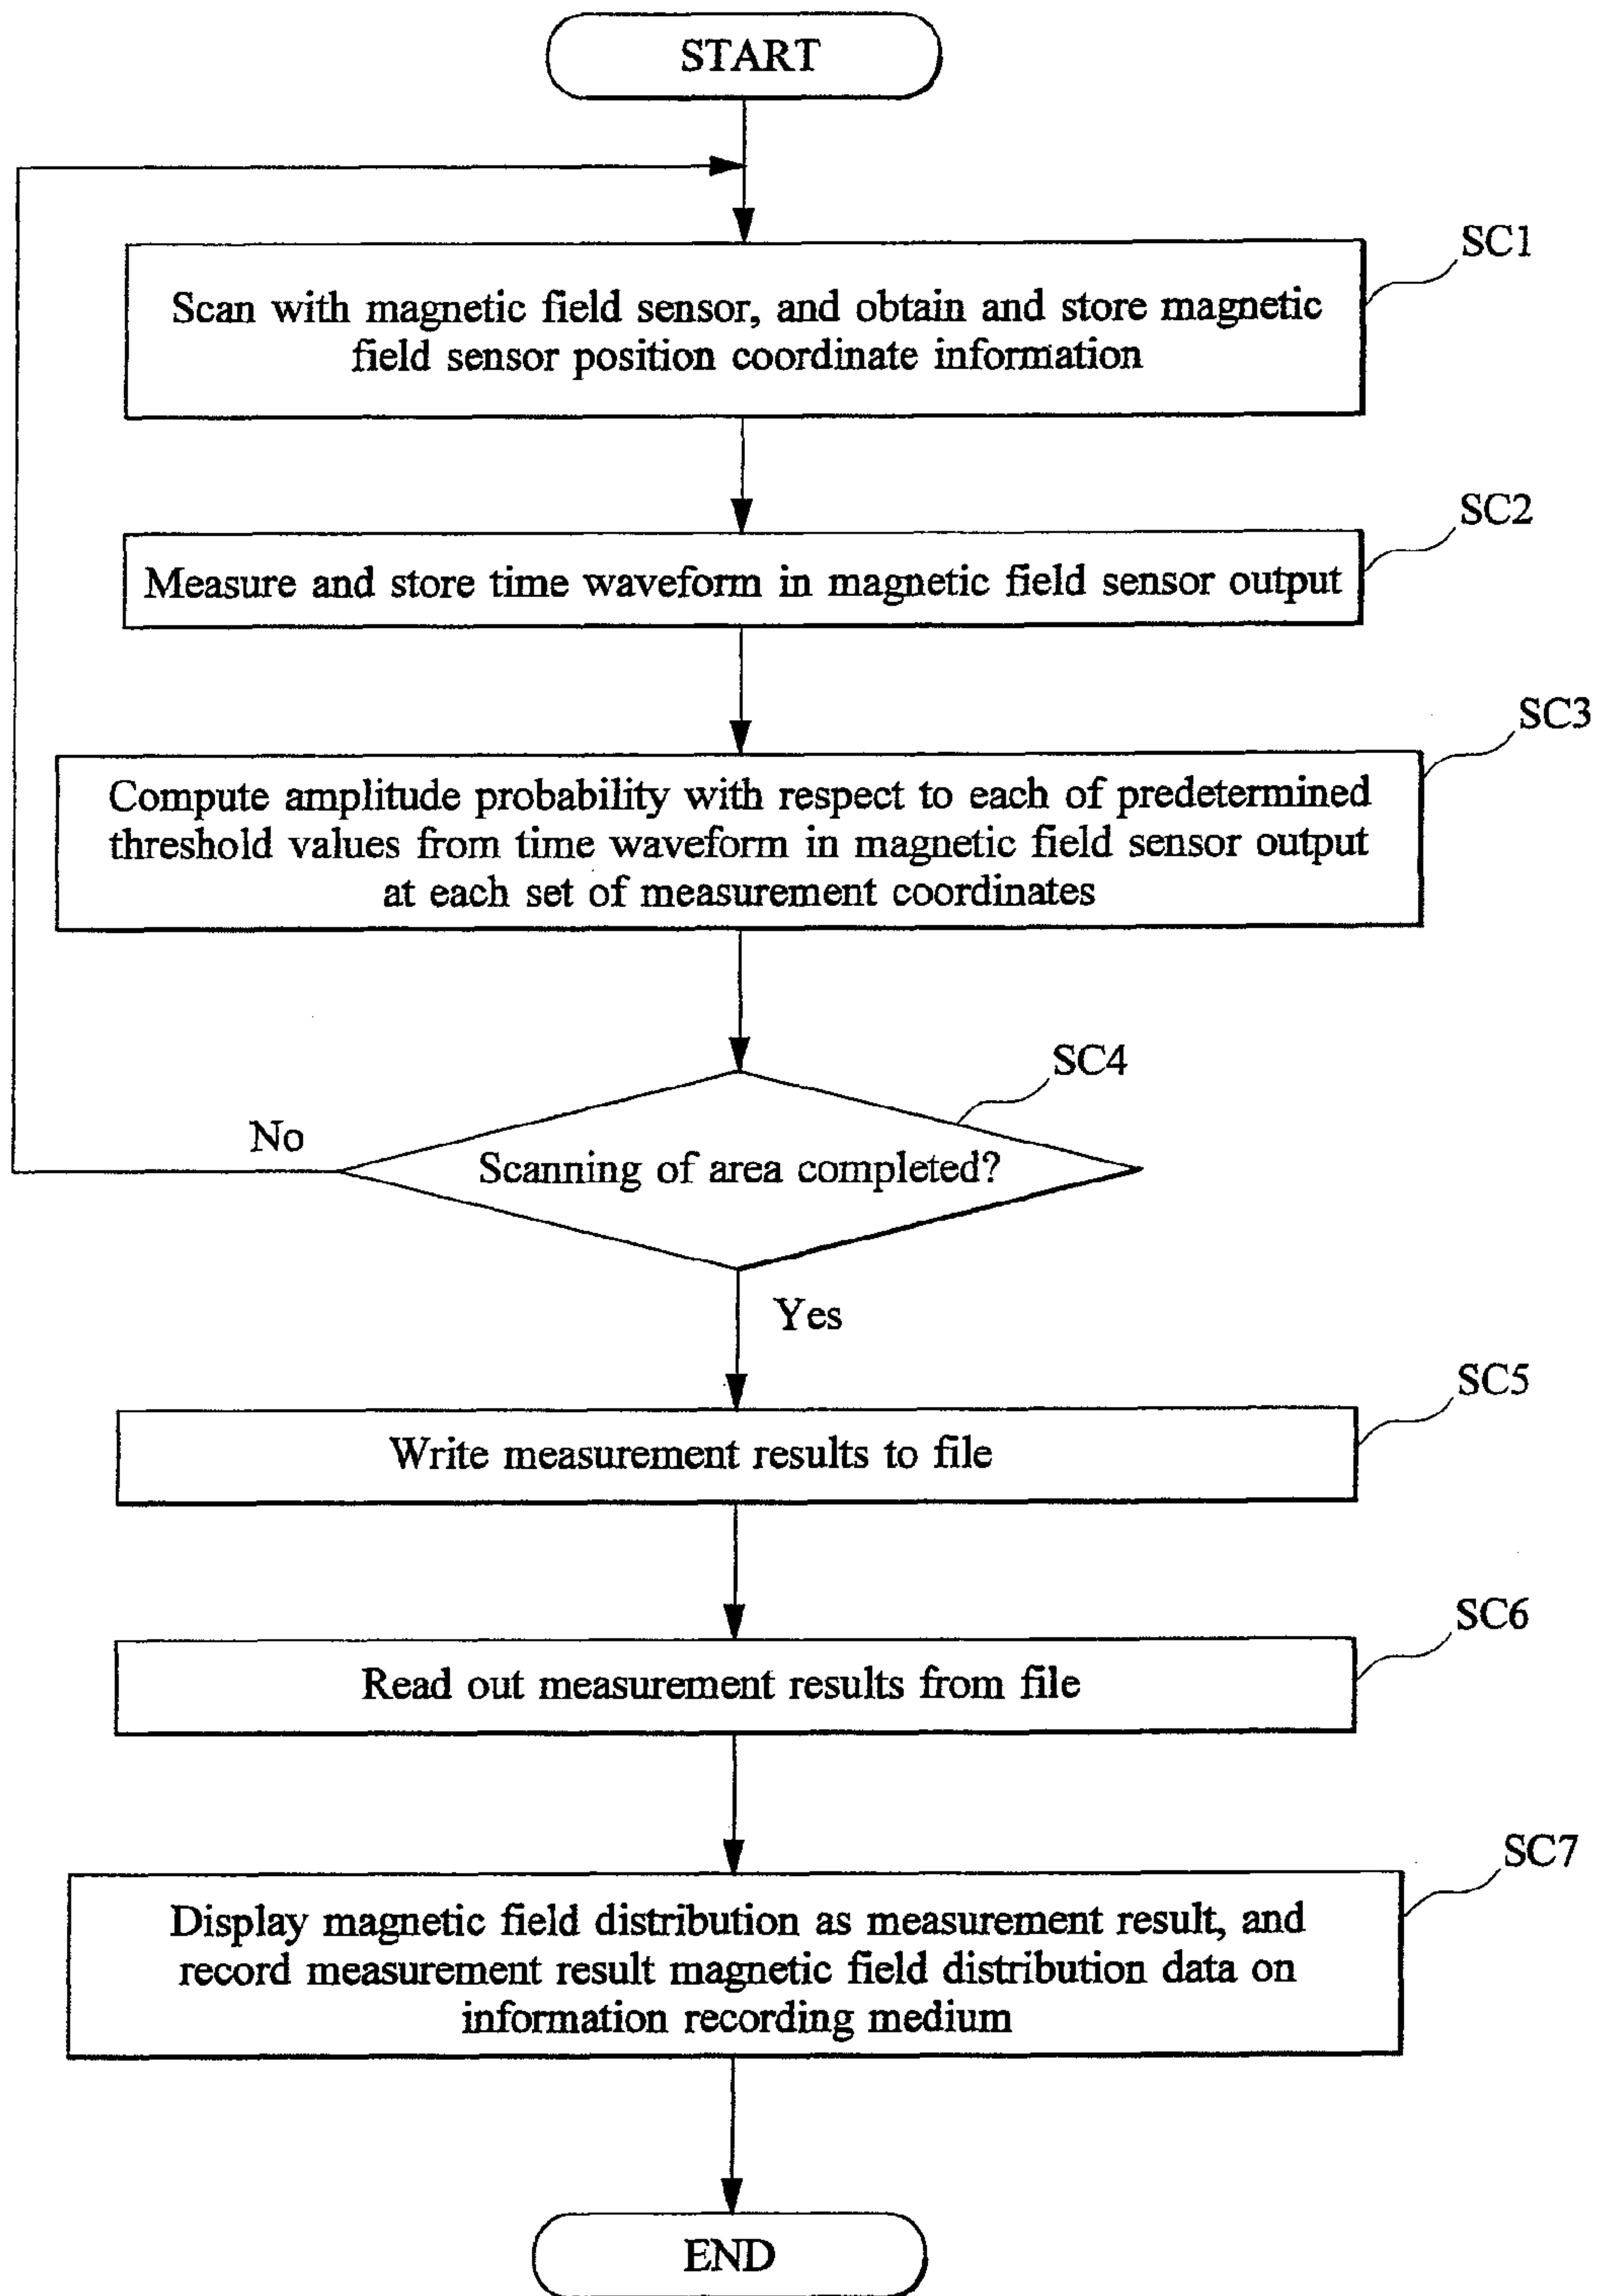 START
SC1
Scan with magnetic field sensor, and obtain and store magnetic
field sensor position coordinate information
SC2
Measure and store time waveform in magnetic field sensor output
SC3
Compute amplitude probability with respect to each of predetermined
threshold values from time waveform in magnetic field sensor output
at each set of measurement coordinates
SC4
No
Scanning of area completed?
Yes
SC5
Write measurement results to file
SC6
Read out measurement results from file
SC7
Display magnetic field distribution as measurement result, and
record measurement result magnetic field distribution data on
information recording medium
END